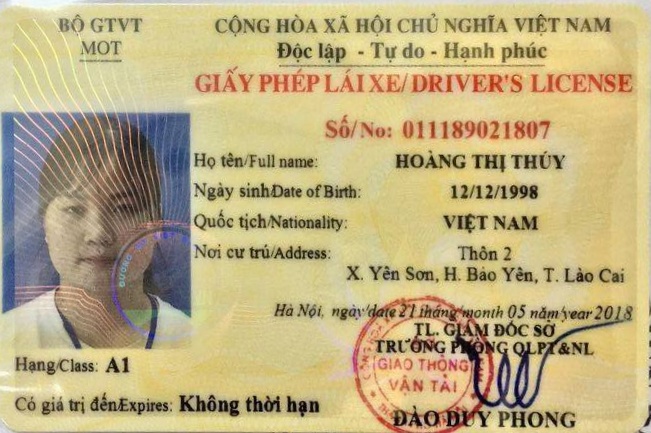 BỘ GTVT
MOT
CỘNG HÒA XÃ HỘI CHỦ NGHĨA VIỆT NAM
Độc lập - Tự do - Hạnh phúc
GIẤY PHÉP LÁI XE/ DRIVER'S LICENSE
Số/No: 011189021807
Họ tên/Full name: HOÀNG THỊ THÚY
Ngày sinh/Date of Birth: 12/12/1998
Quốc tịch/Nationality: VIỆT NAM
Nơi cư trú/Address: Thôn 2
X. Yên Sơn, H. Bảo Yên, T. Lào Cai
Hà Nội, ngày/date 21 tháng/month 05 năm/year 2018
TL. GIÁM ĐỐC SỞ
TRƯỞNG PHÒNG QLPT&NL
GIAO THÔNG
VẬN TẢI
ĐÀO DUY PHONG
Hạng/Class: A1
Có giá trị đến/Expires: Không thời hạn